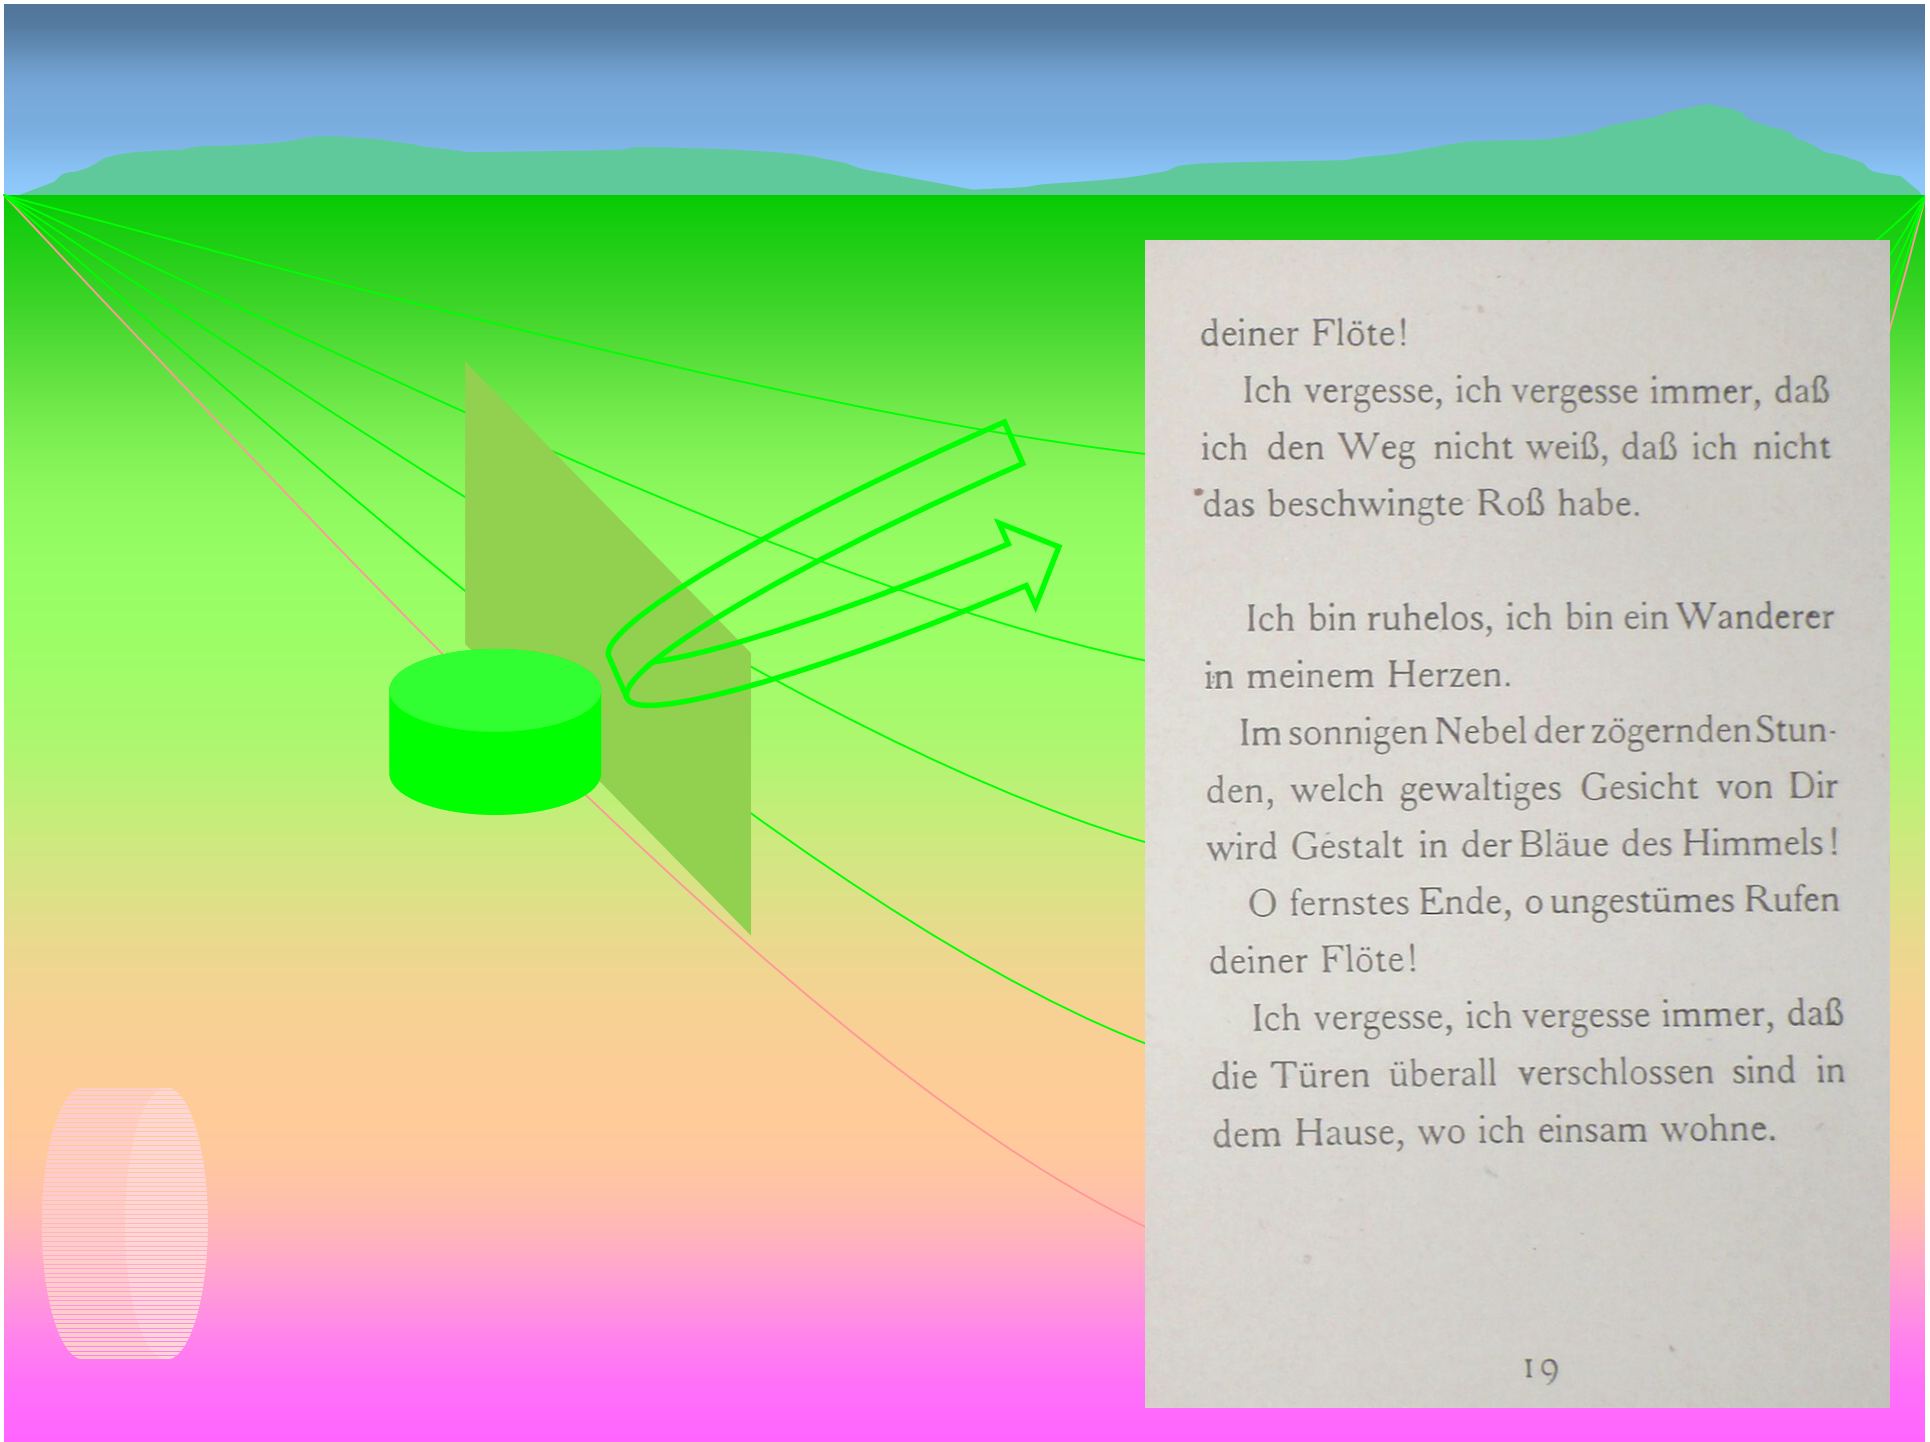 deiner Flöte!
Ich vergesse, ich vergesse immer, daß
ich den Weg nicht weiß, daß ich nicht
das beschwingte Roß habe.
Ich bin ruhelos, ich bin ein Wanderer
in meinem Herzen.
Im sonnigen Nebel der zögernden Stun-
den, welch gewaltiges Gesicht von Dir
wird Gestalt in der Bläue des Himmels!
O fernstes Ende, o ungestümes Rufen
deiner Flöte!
Ich vergesse, ich vergesse immer, daß
die Türen überall verschlossen sind in
dem Hause, wo ich einsam wohne.
19